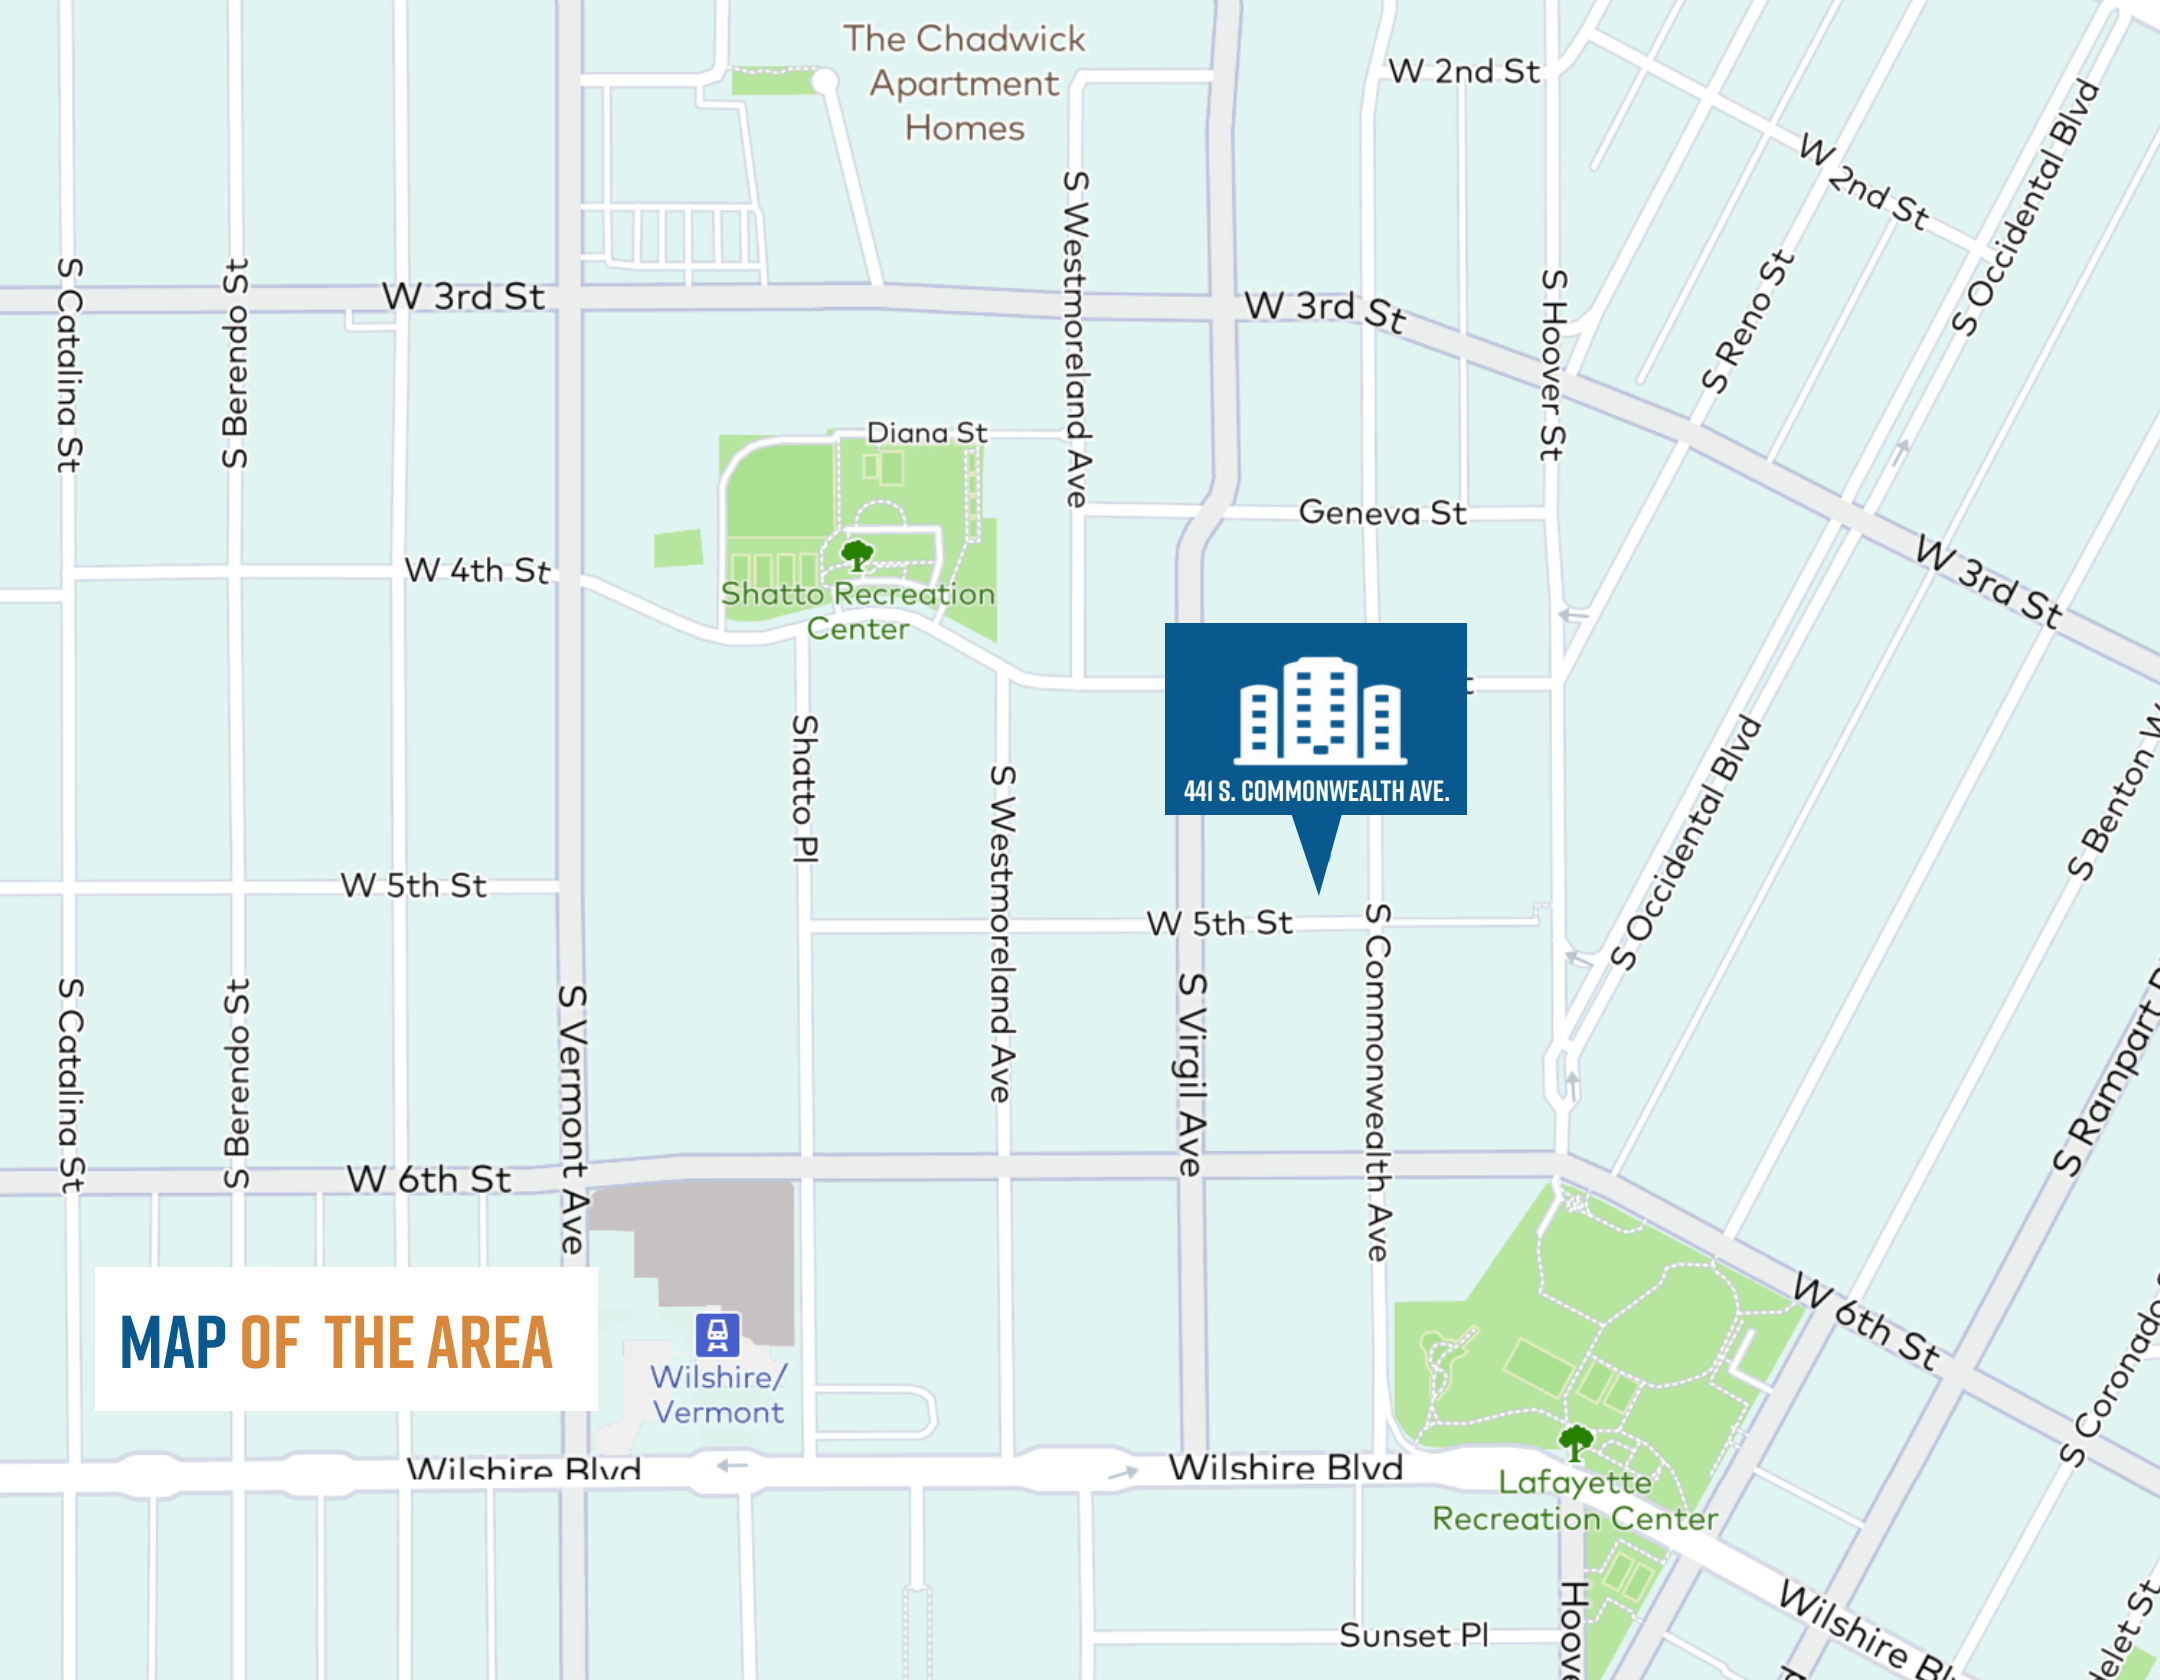 The Chadwick
Apartment
Homes
W 2nd St
W 2nd St
S Occidental Blvd
S Catalina St
S Berendo St
W 3rd St
S Westmoreland Ave
W 3rd St
S Hoover St
S Reno St
Diana St
Geneva St
W 4th St
Shatto Recreation
Center
W 3rd St
441 S. COMMONWEALTH AVE.
Shatto Pl
S Westmoreland Ave
S Occidental Blvd
S Benton W
W 5th St
W 5th St
S Catalina St
S Berendo St
S Vermont Ave
S Virgil Ave
S Commonwealth Ave
S Rampart
W 6th St
W 6th St
MAP OF THE AREA
Wilshire/
Vermont
S Coronado
Wilshire Blvd
Wilshire Blvd
Lafayette
Recreation Center
Sunset Pl
Hoove
Wilshire Bl
elet St